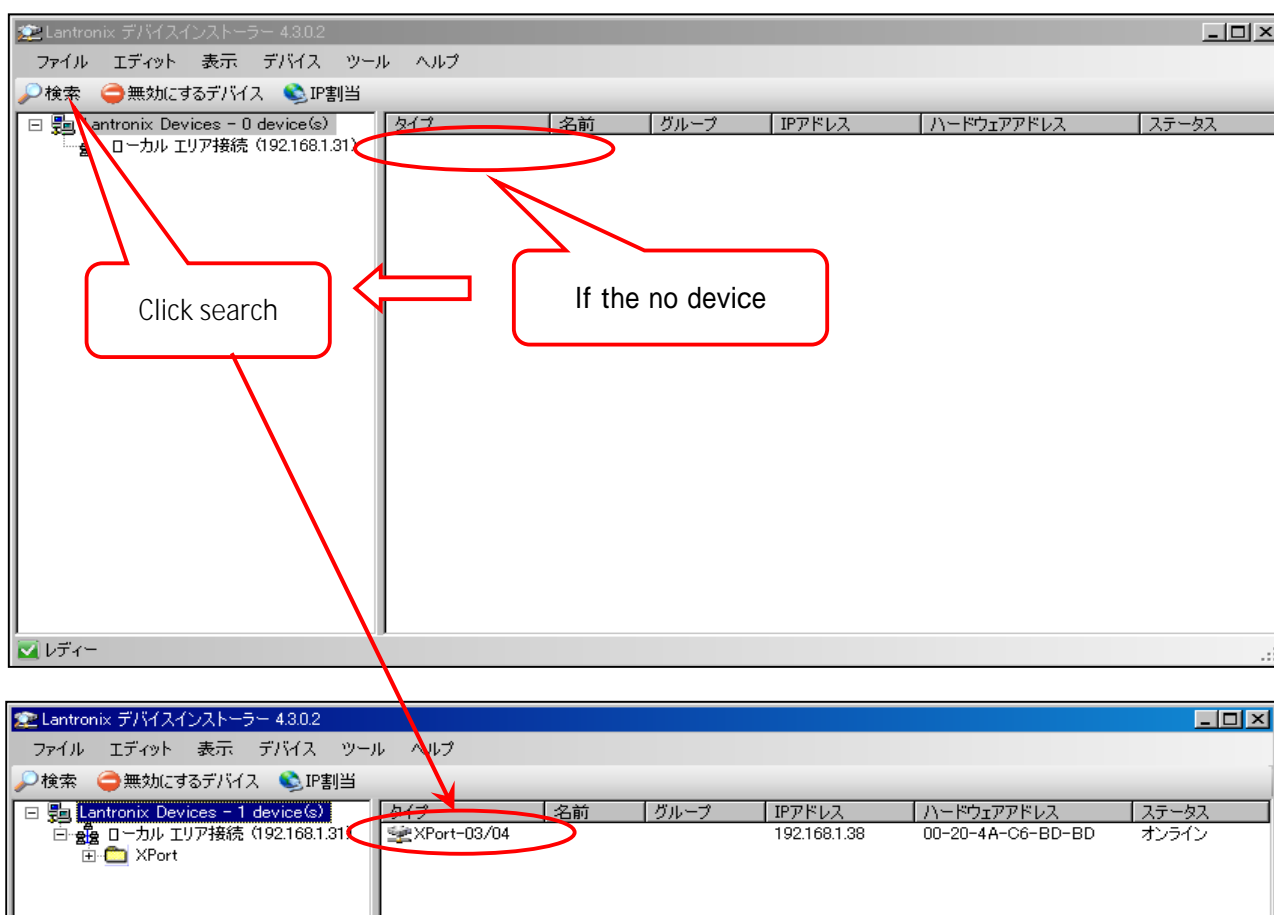 Lantronix デバイスインストーラー 4.3.0.2
ファイル エディット 表示 デバイス ツール ヘルプ
検索 無効にするデバイス IP割当
Lantronix Devices - 0 device(s)
ローカル エリア接続 (192.168.1.31)
タイプ 名前 グループ IPアドレス ハードウェアアドレス ステータス
Click search
If the no device
レディー
Lantronix デバイスインストーラー 4.3.0.2
ファイル エディット 表示 デバイス ツール ヘルプ
検索 無効にするデバイス IP割当
Lantronix Devices - 1 device(s)
ローカル エリア接続 (192.168.1.31)
XPort
タイプ 名前 グループ IPアドレス ハードウェアアドレス ステータス
XPort-03/04 192.168.1.38 00-20-4A-C6-BD-BD オンライン